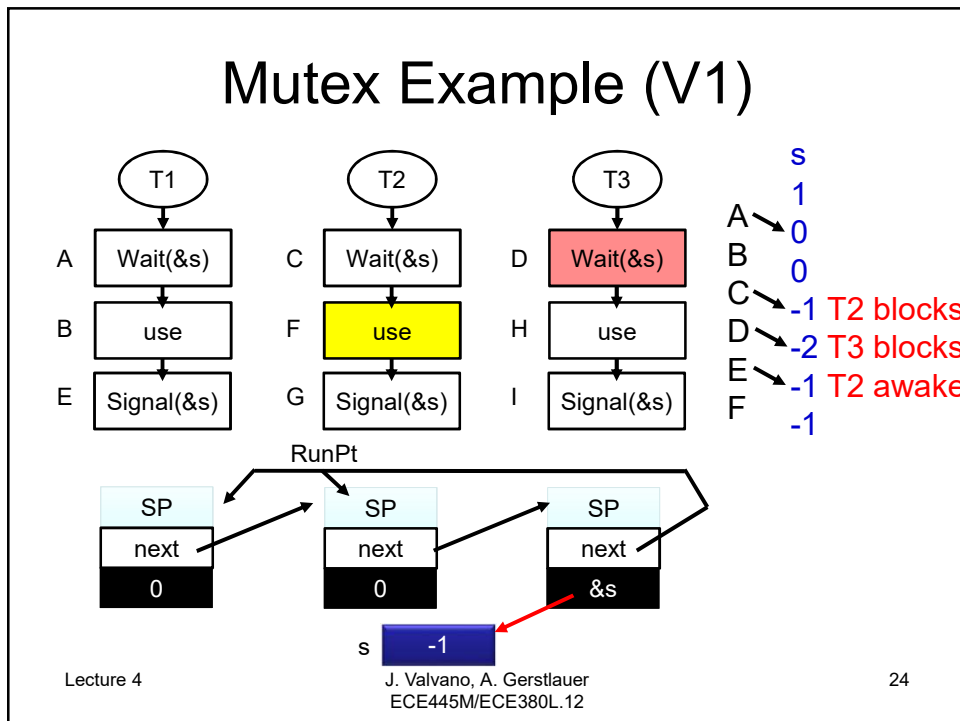 Mutex Example (V1)
T1
T2
T3
A
Wait(&s)
C
Wait(&s)
D
Wait(&s)
B
use
F
use
H
use
E
Signal(&s)
G
Signal(&s)
I
Signal(&s)
s
1
A
0
B
0
C
-1 T2 blocks
D
-2 T3 blocks
E
-1 T2 awake
F
-1
RunPt
SP
SP
SP
next
next
next
0
0
&s
s
-1
Lecture 4
J. Valvano, A. Gerstlauer
ECE445M/ECE380L.12
24